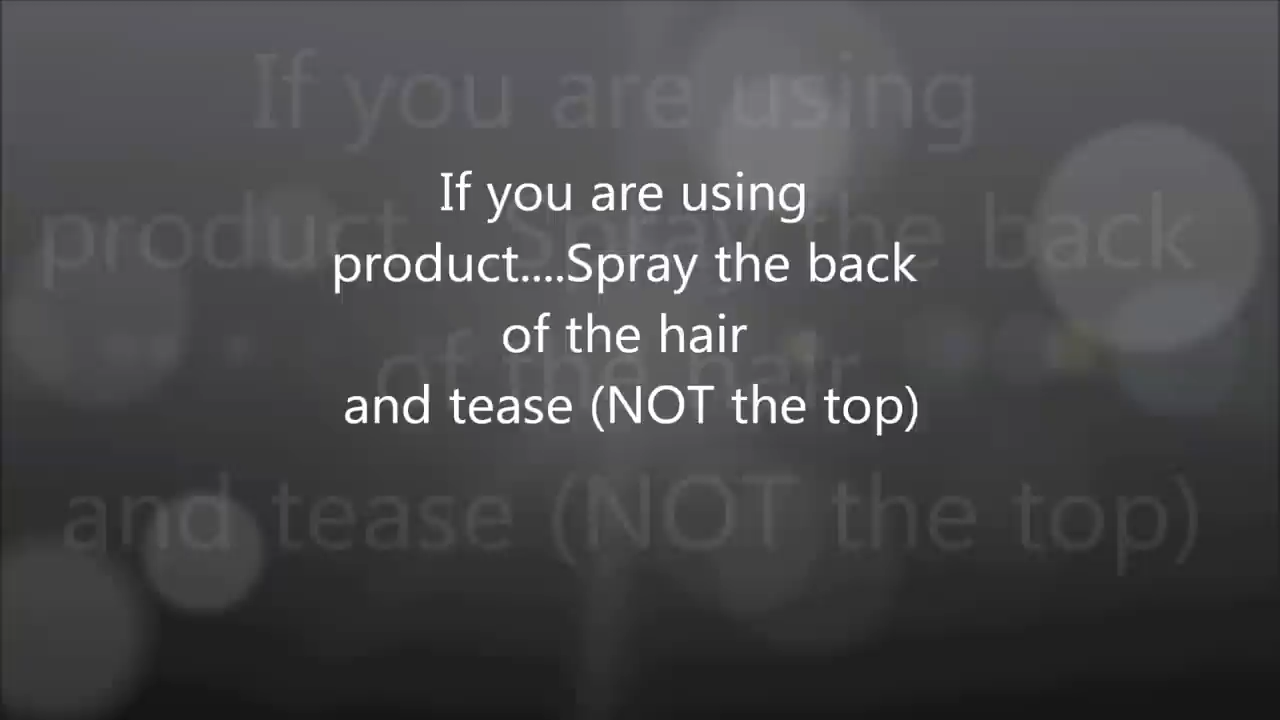 If you are using
product....Spray the back
of the hair
and tease (NOT the top)